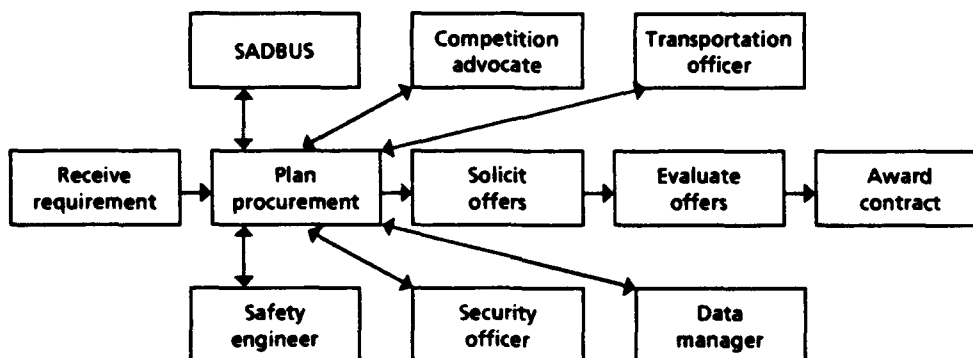 SADBUS
Competition
advocate
Transportation
officer
Receive
requirement
Plan
procurement
Solicit
offers
Evaluate
offers
Award
contract
Safety
engineer
Security
officer
Data
manager